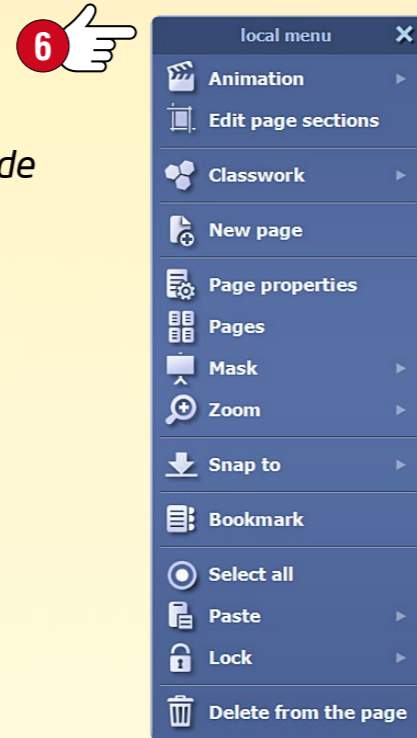 6
local menu
Animation
Edit page sections
de
Classwork
New page
Page properties
Pages
Mask
Zoom
Snap to
Bookmark
Select all
Paste
Lock
Delete from the page